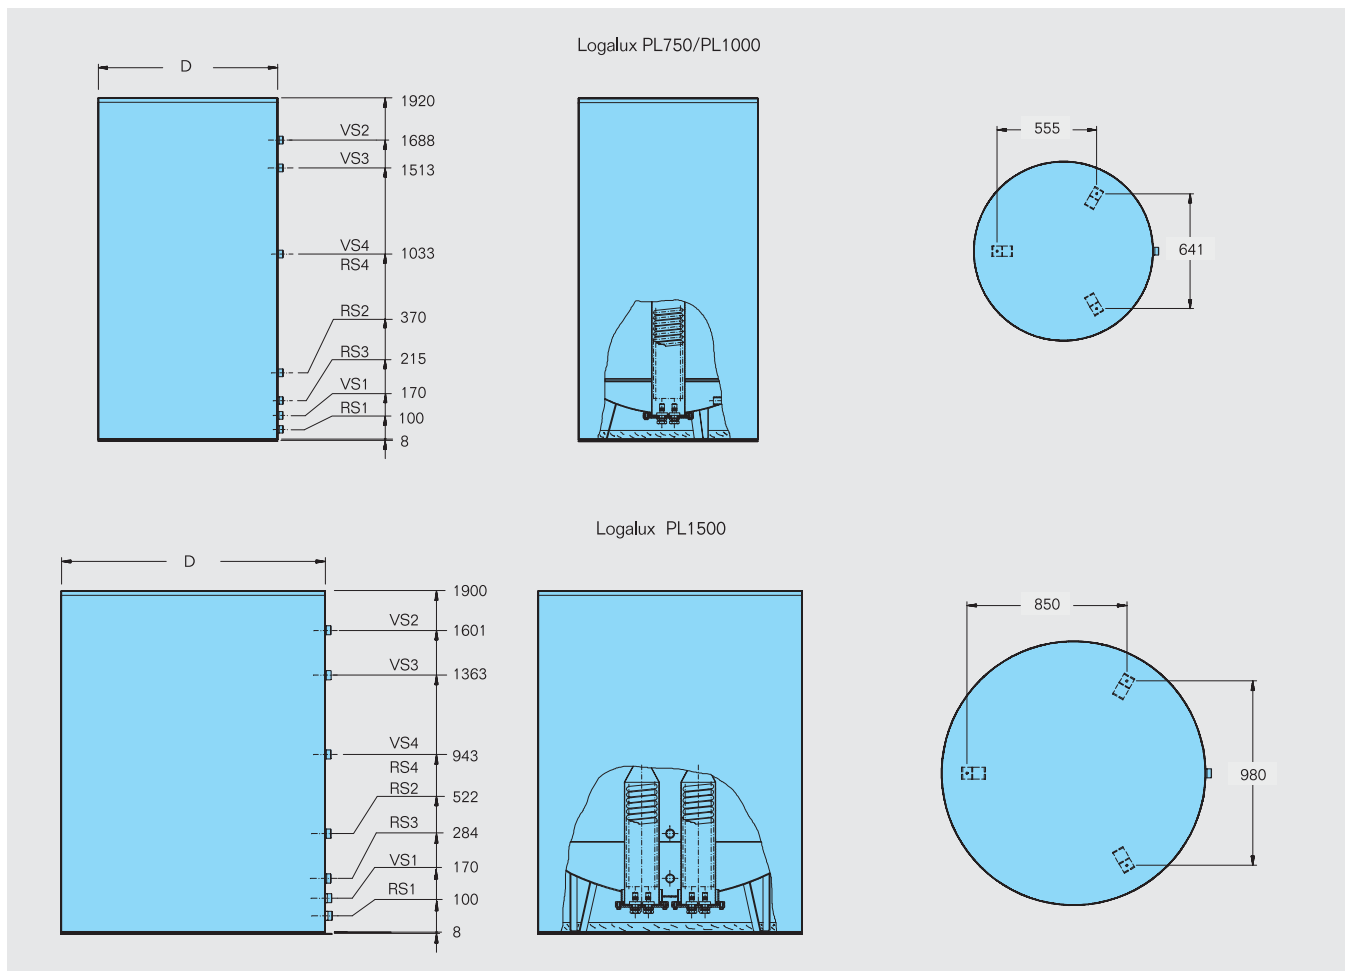 Logalux PL750/PL1000
D
1920
VS2
1688
VS3
1513
VS4
1033
RS4
RS2
370
RS3
215
VS1
170
RS1
100
8
555
641
Logalux PL1500
D
1900
VS2
1601
VS3
1363
VS4
943
RS4
RS2
522
RS3
284
VS1
170
RS1
100
8
850
980